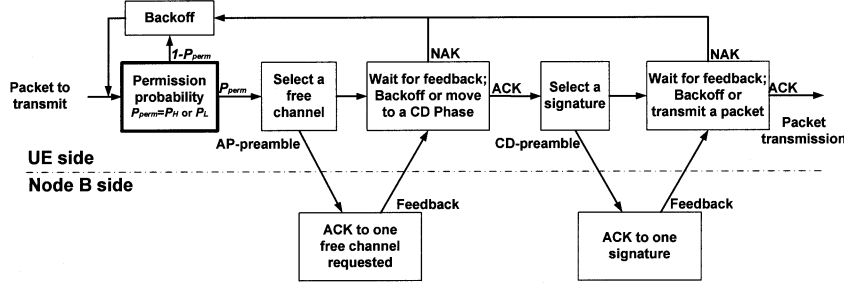 Backoff
1-Pperm
NAK
NAK
Packet to
transmit
Permission
probability
Pperm=PH or PL
Pperm
Select a
free
channel
Wait for feedback;
Backoff or move
to a CD Phase
ACK
Select a
signature
Wait for feedback;
Backoff or
transmit a packet
ACK
Packet
transmission
AP-preamble
CD-preamble
UE side
Node B side
Feedback
Feedback
ACK to one
free channel
requested
ACK to one
signature